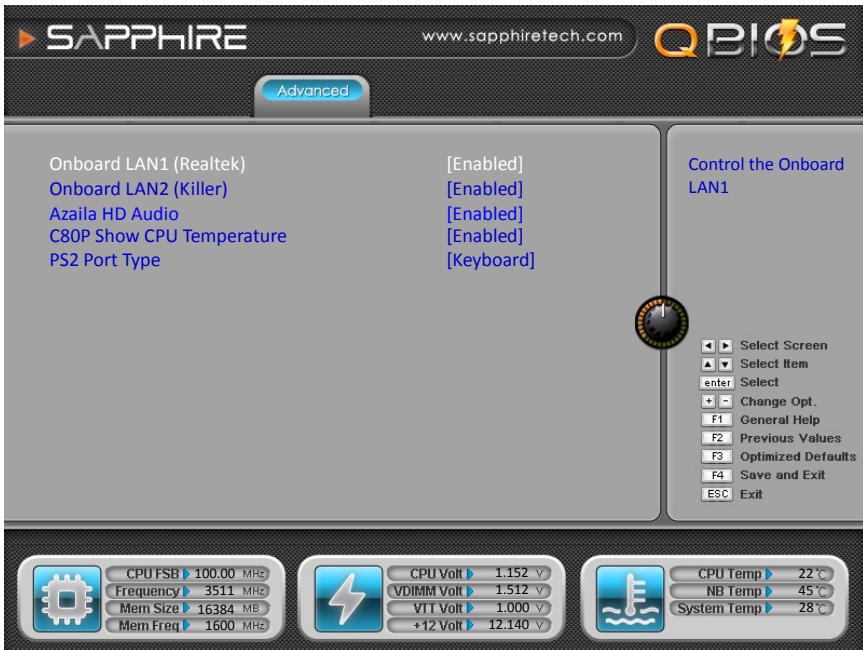 SAPPHIRE
www.sapphiretech.com
QBIOS
Advanced
Onboard LAN1 (Realtek) [Enabled]
Onboard LAN2 (Killer) [Enabled]
Azaila HD Audio [Enabled]
C80P Show CPU Temperature [Enabled]
PS2 Port Type [Keyboard]
Control the Onboard
LAN1
Select Screen
Select Item
enter Select
+ - Change Opt.
F1 General Help
F2 Previous Values
F3 Optimized Defaults
F4 Save and Exit
ESC Exit
CPU FSB 100.00 MHz
Frequency 3511 MHz
Mem Size 16384 MB
Mem Freq 1600 MHz
CPU Volt 1.152 V
VDIMM Volt 1.512 V
VTT Volt 1.000 V
+12 Volt 12.140 V
CPU Temp 22℃
NB Temp 45℃
System Temp 28℃